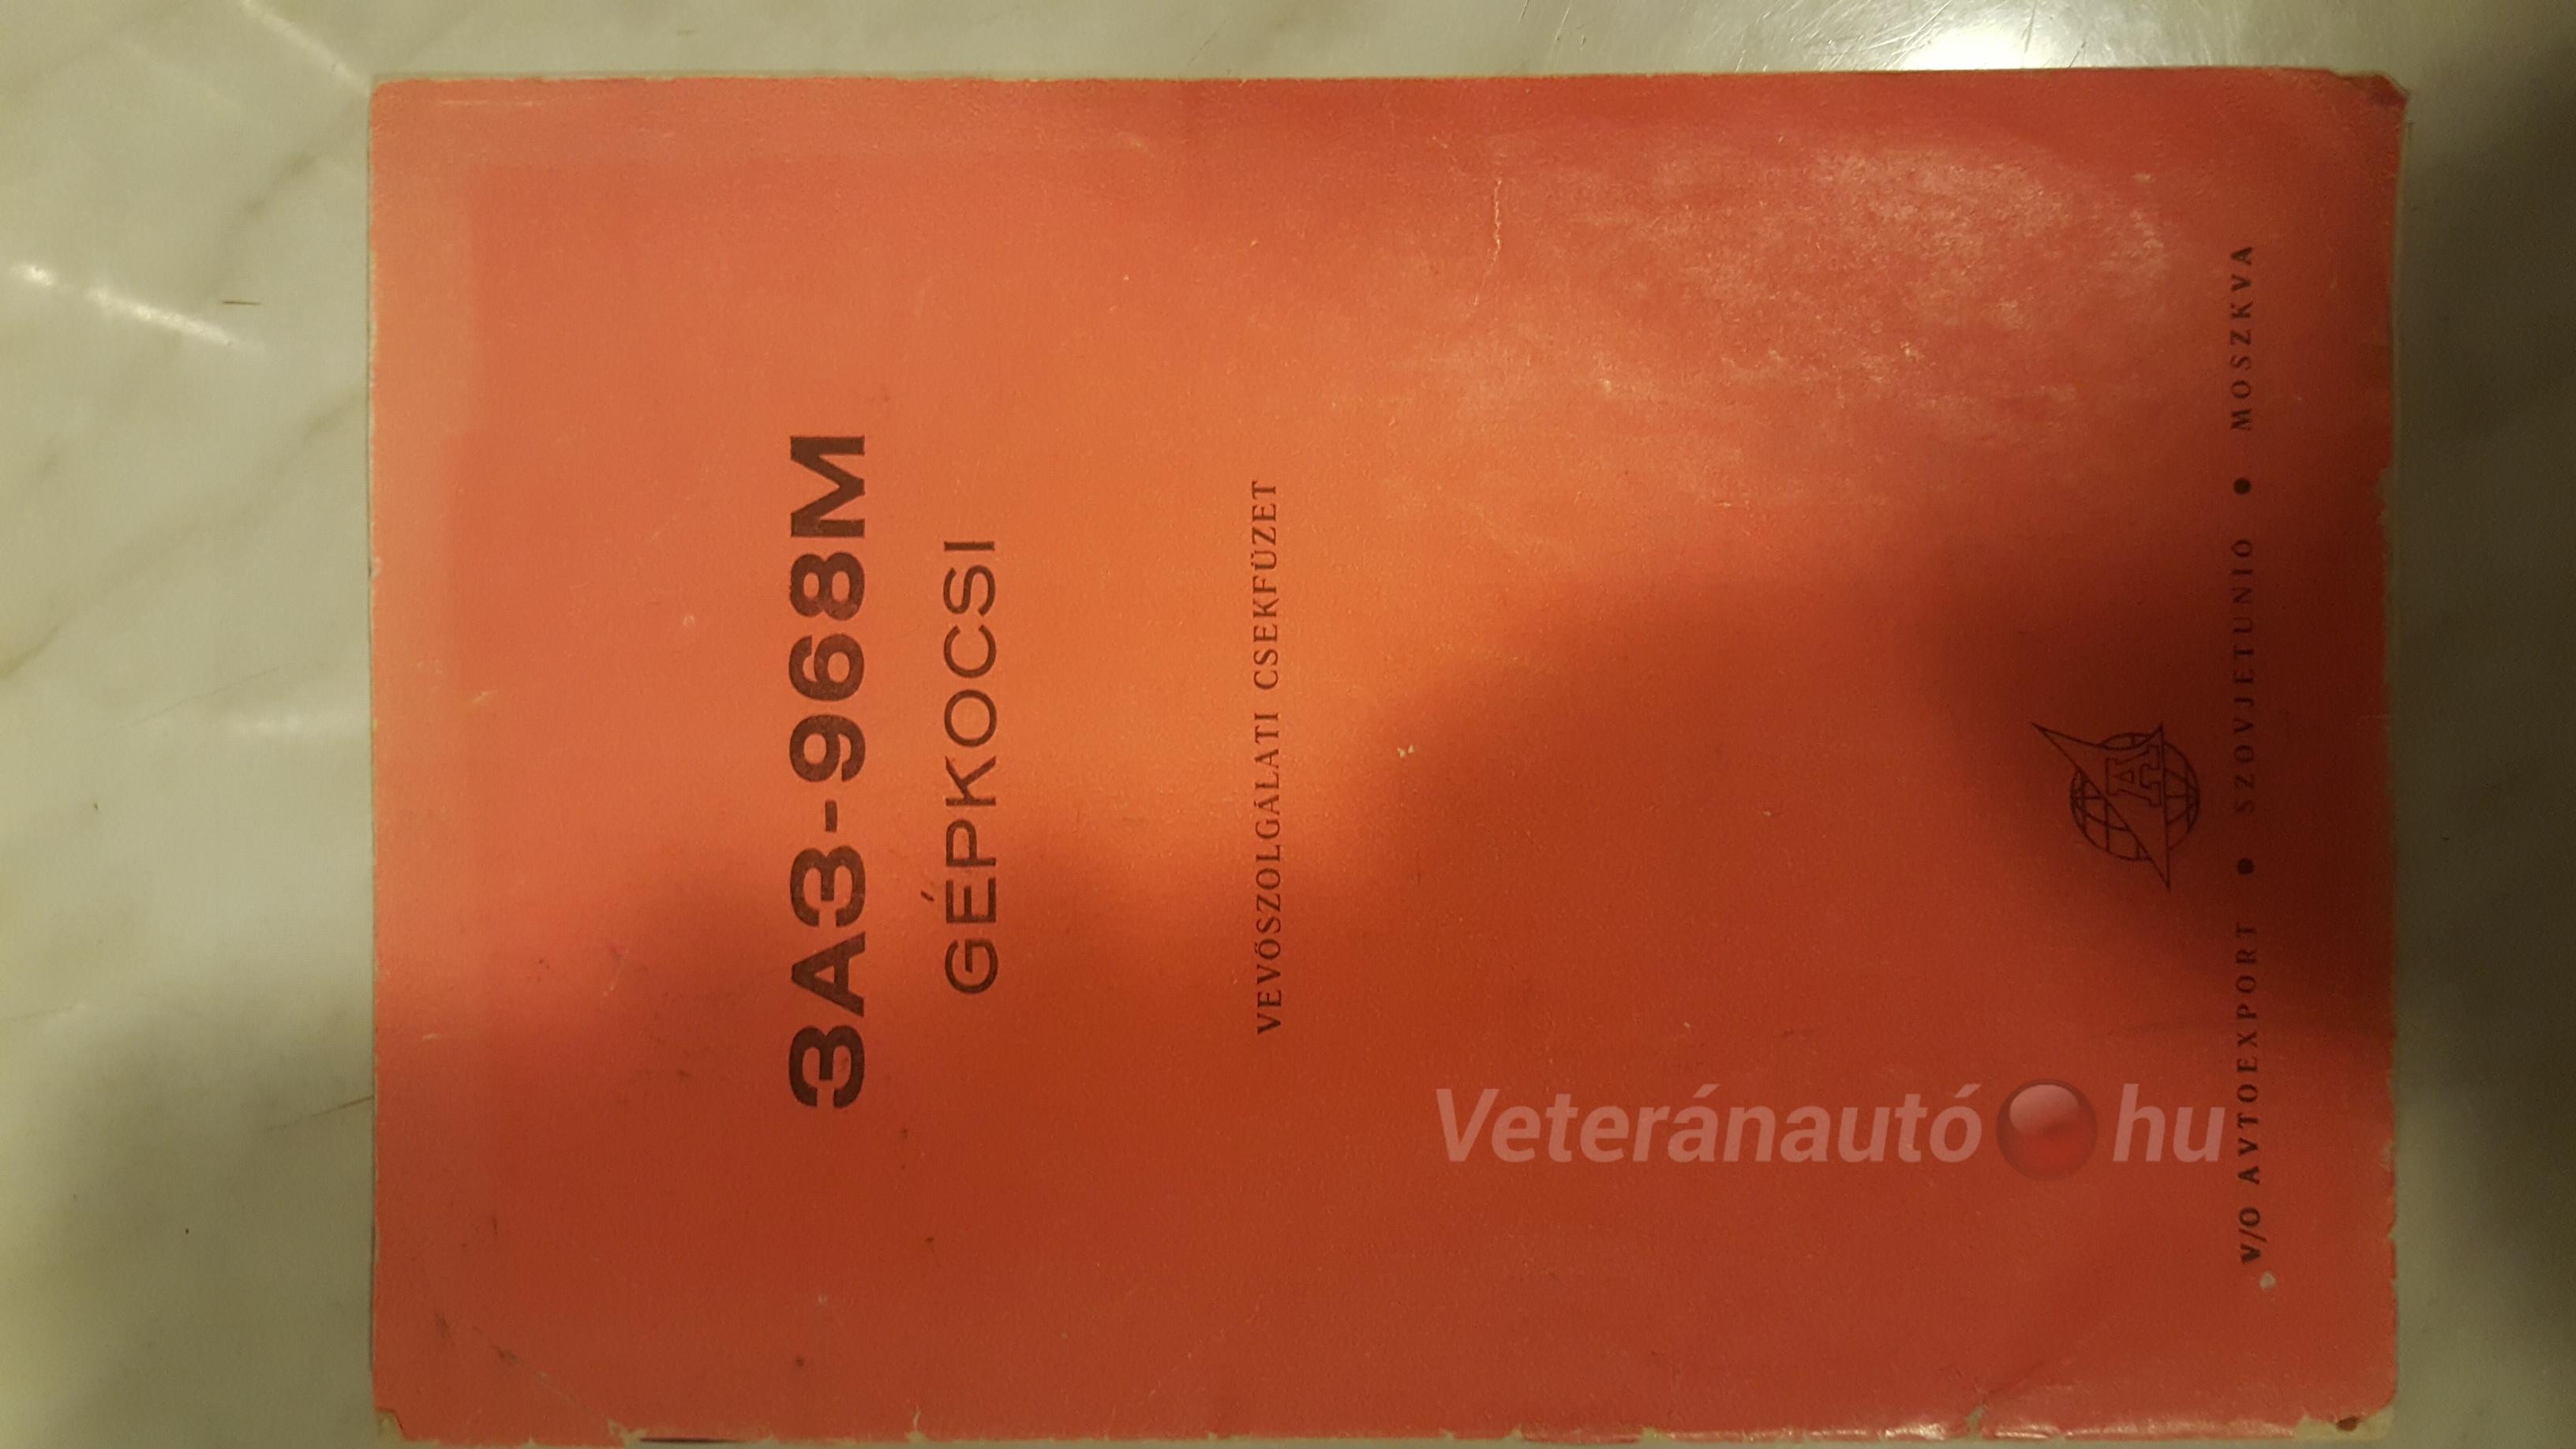 ЗАЗ-968М
GÉPKOCSI
VEVŐSZOLGÁLATI CSEKFÜZET
A
V/O AVTOEXPORT • SZOVJETUNIÓ • MOSZKVA
Veteránautó hu